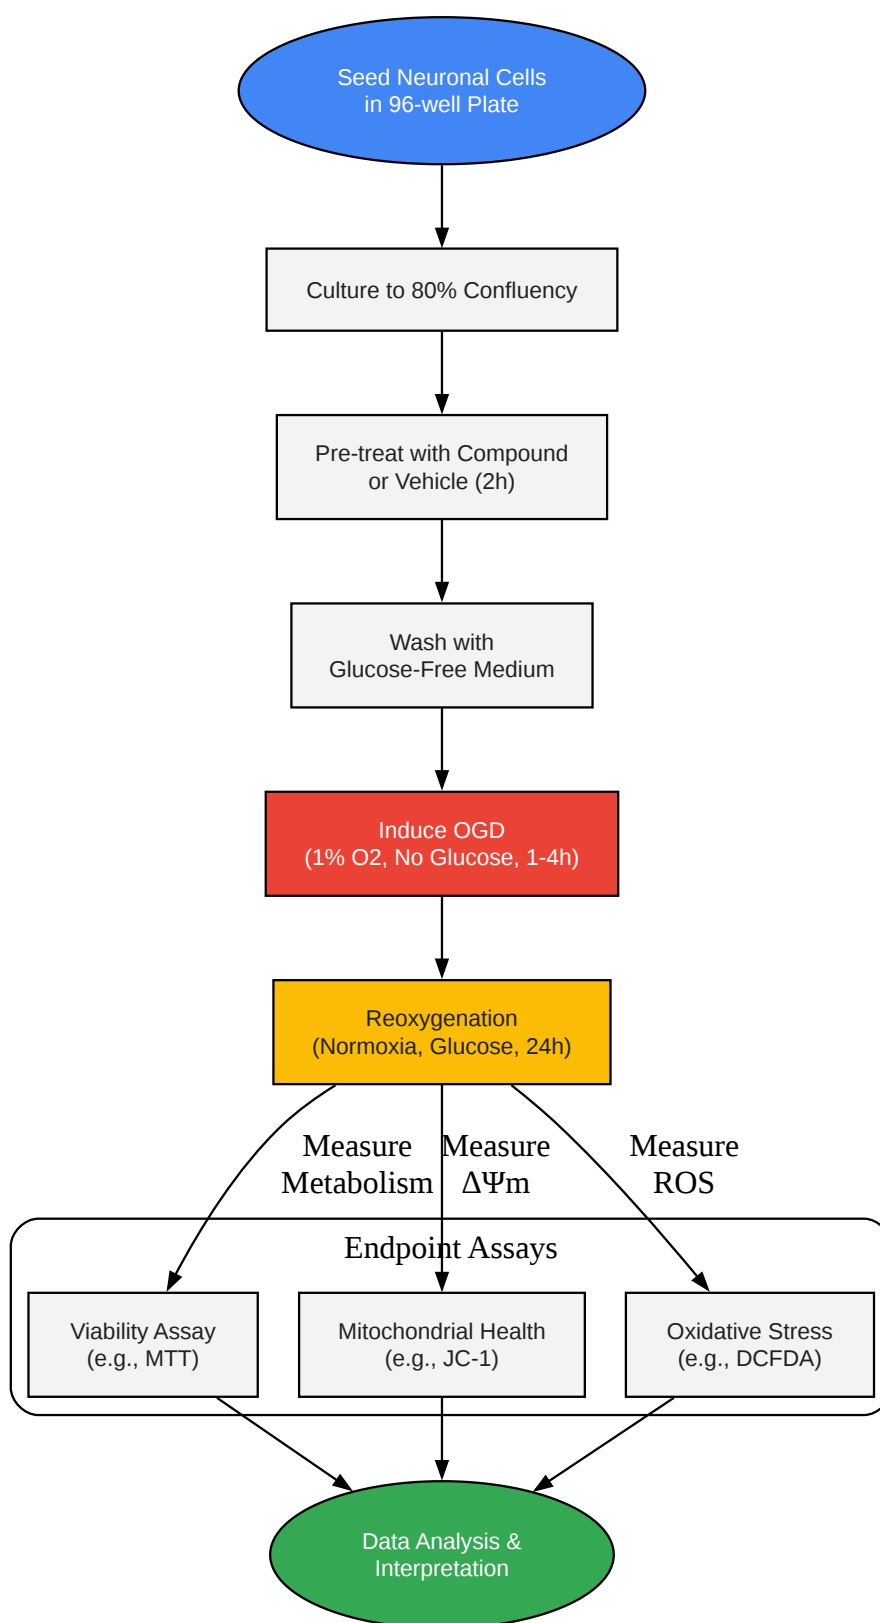 Seed Neuronal Cells
in 96-well Plate
Culture to 80% Confluency
Pre-treat with Compound
or Vehicle (2h)
Wash with
Glucose-Free Medium
Induce OGD
(1% O2, No Glucose, 1-4h)
Reoxygenation
(Normoxia, Glucose, 24h)
Measure
Metabolism
Measure
ΔΨm
Measure
ROS
Endpoint Assays
Viability Assay
(e.g., MTT)
Mitochondrial Health
(e.g., JC-1)
Oxidative Stress
(e.g., DCFDA)
Data Analysis &
Interpretation